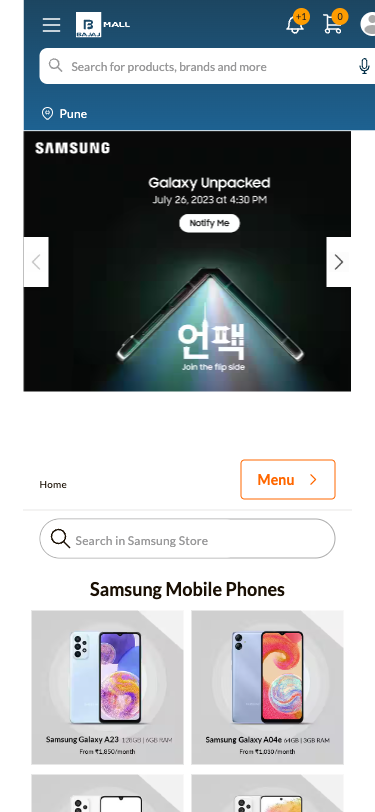 +1
0
B
BAJAJ
MALL
Search for products, brands and more
Pune
SAMSUNG
Galaxy Unpacked
July 26, 2023 at 4:30 PM
Notify Me
언팩
Join the flip side
Home
Menu
Search in Samsung Store
Samsung Mobile Phones
Samsung Galaxy A23 128GB | 6GB RAM
From ₹1,850/month
Samsung Galaxy A04e 64GB | 3GB RAM
From ₹1,030/month